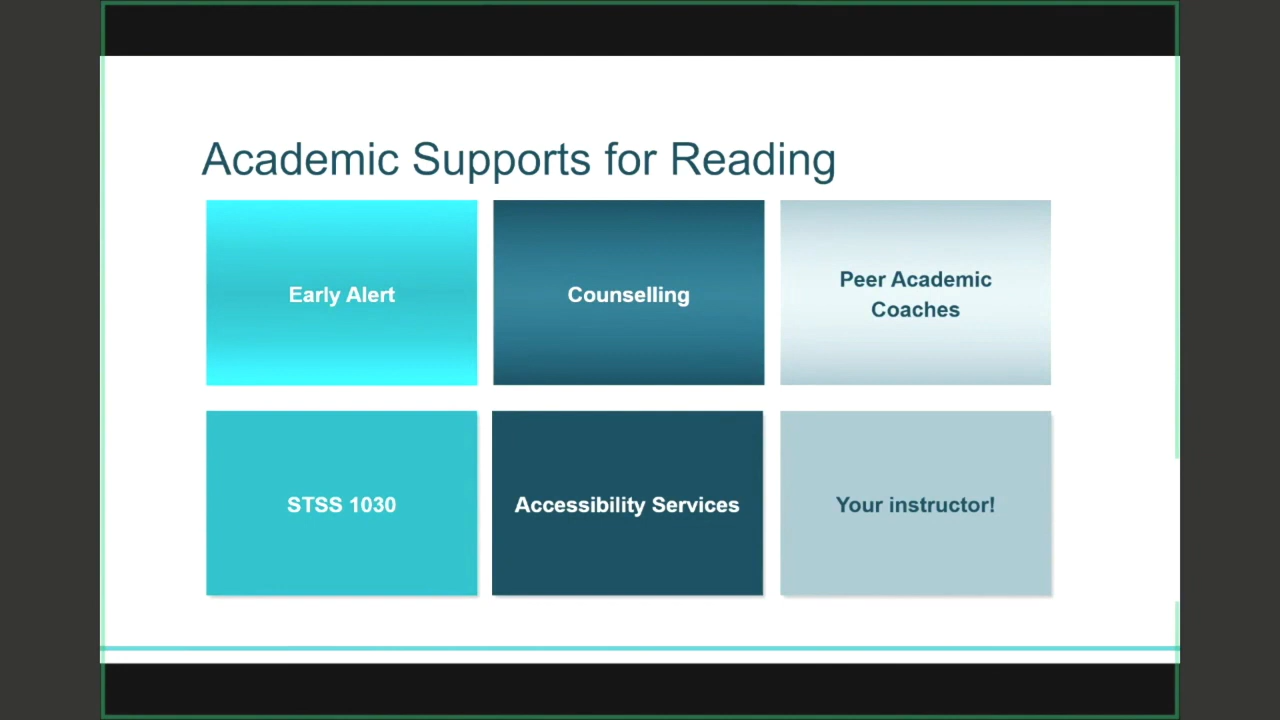 Academic Supports for Reading
Early Alert
Counselling
Peer Academic
Coaches
STSS 1030
Accessibility Services
Your instructor!